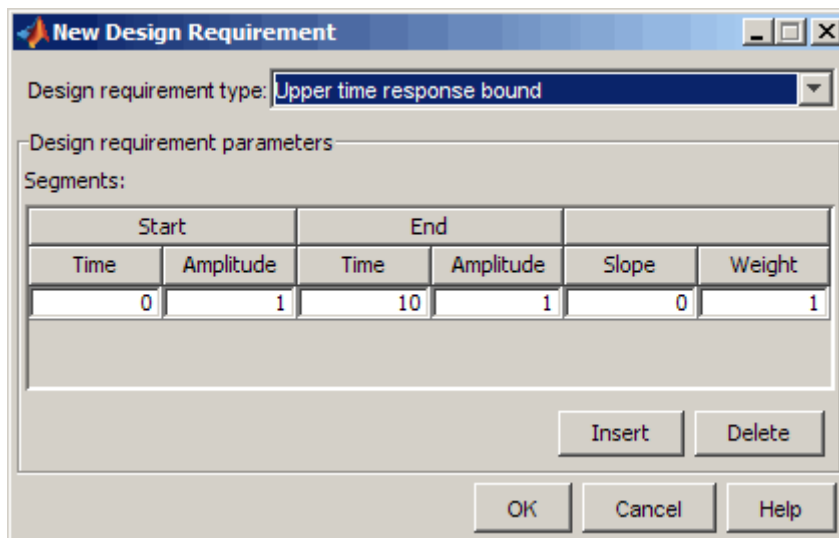 New Design Requirement
Design requirement type: Upper time response bound
Design requirement parameters
Segments:
Start End
Time Amplitude Time Amplitude Slope Weight
0 1 10 1 0 1
Insert Delete
OK Cancel Help